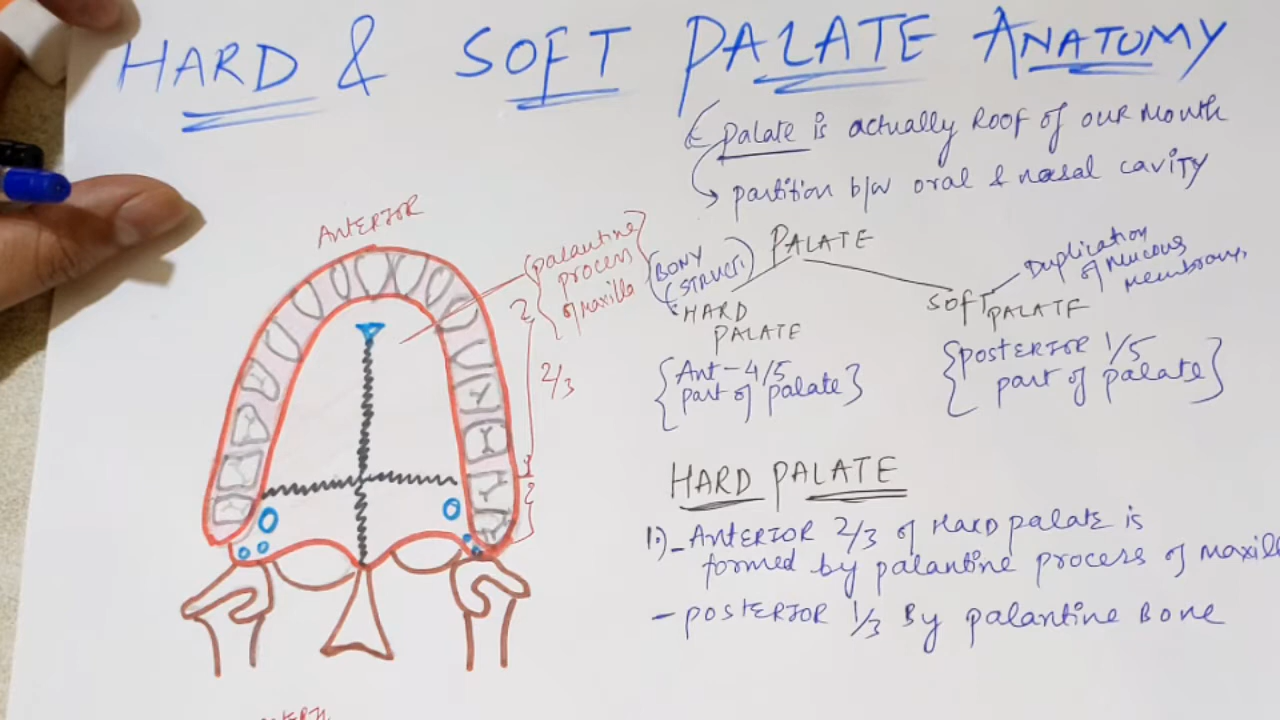 HARD & SOFT PALATE ANATOMY
palate is actually Roof of our mouth
partition b/w oral & nasal cavity
ANTERIOR
palantine
process
of Maxilla
2/3
PALATE
BONY
STRUCT.
HARD
PALATE
Ant - 4/5
part of palate
Duplication
of mucous
membrane,
SOFT
PALATE
POSTERIOR 1/5
part of palate
HARD PALATE
1.) - ANTERIOR 2/3 of HARD palate is
formed by palantine process of maxill
- POSTERIOR 1/3 By palantine Bone